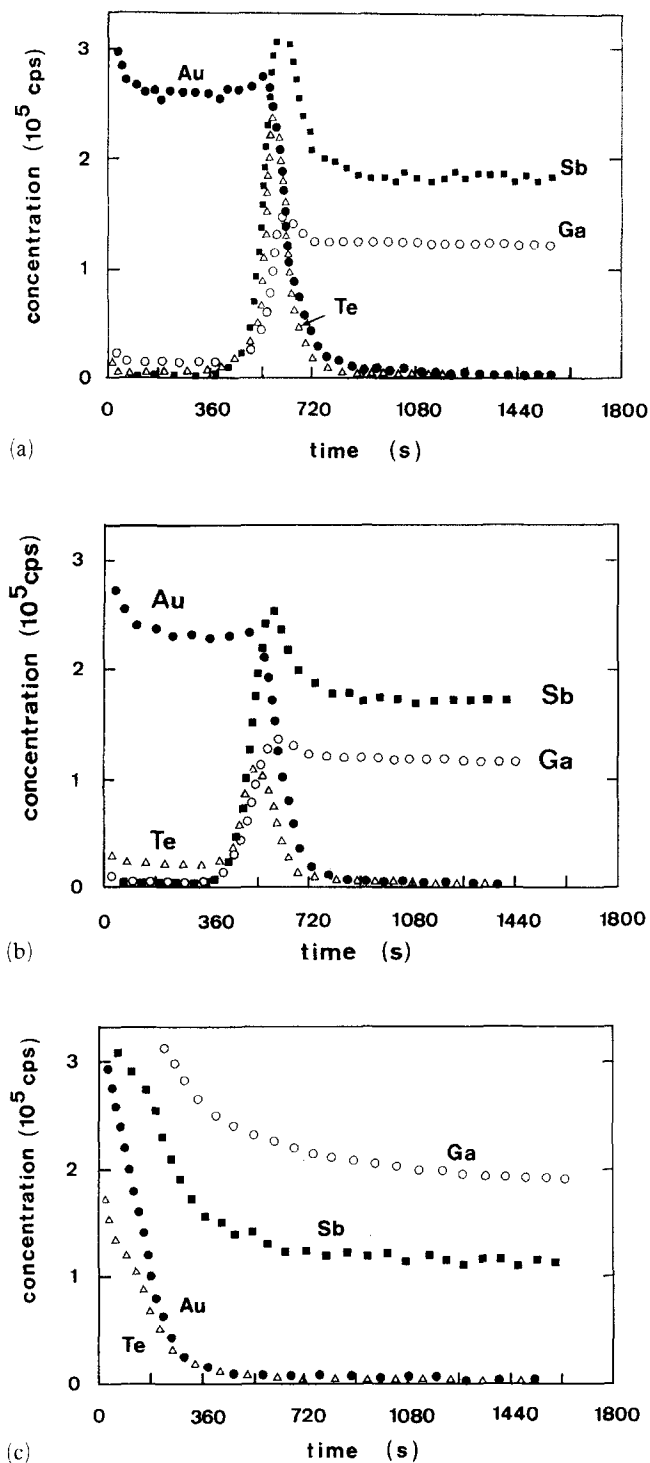 concentration (10⁵ cps)
3
2
1
0
Au
Sb
Ga
Te
0 360 720 1080 1440 1800
time (s)
(a)
concentration (10⁵cps)
3
2
1
0
Au
Sb
Ga
Te
0 360 720 1080 1440 1800
time (s)
(b)
concentration (10⁵cps)
3
2
1
0
Ga
Sb
Au
Te
0 360 720 1080 1440 1800
time (s)
(c)